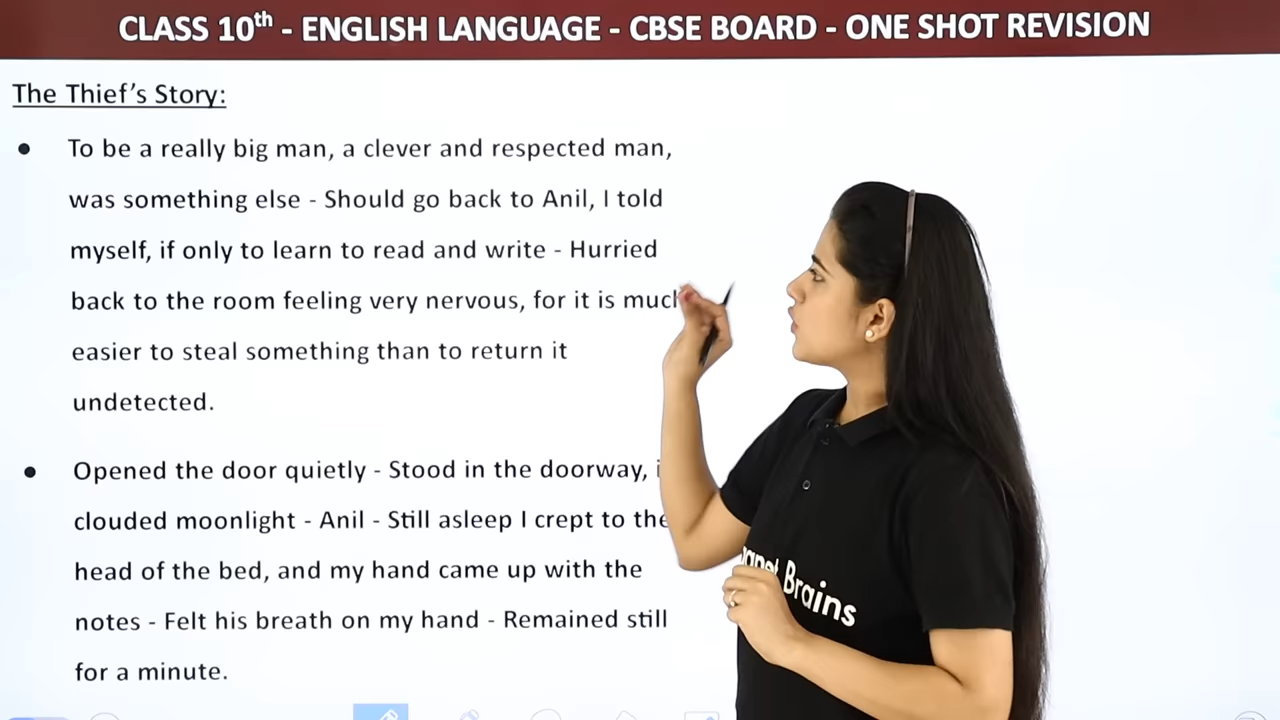 CLASS 10th - ENGLISH LANGUAGE - CBSE BOARD - ONE SHOT REVISION
The Thief's Story:
• To be a really big man, a clever and respected man,
was something else - Should go back to Anil, I told
myself, if only to learn to read and write - Hurried
back to the room feeling very nervous, for it is much
easier to steal something than to return it
undetected.
• Opened the door quietly - Stood in the doorway,
clouded moonlight - Anil - Still asleep I crept to the
head of the bed, and my hand came up with the
notes - Felt his breath on my hand - Remained still
for a minute.
Brains